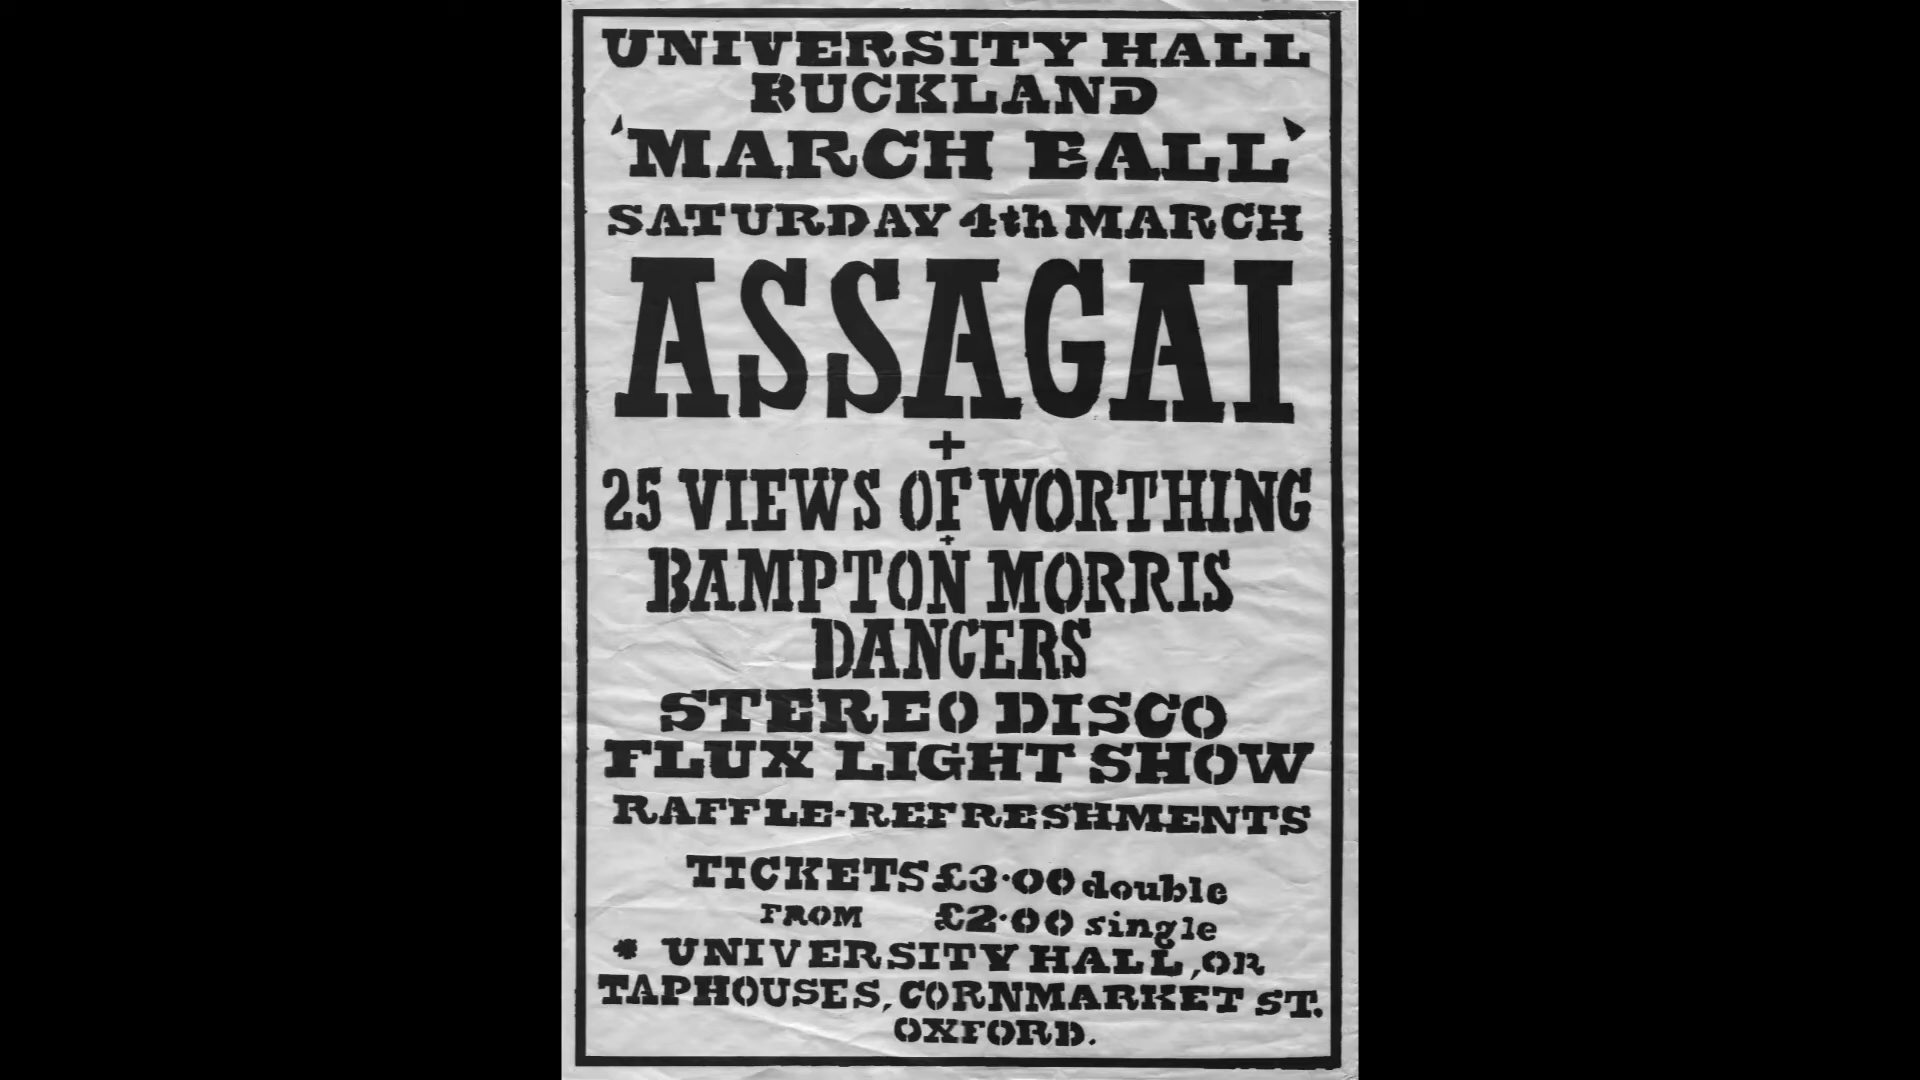 UNIVERSITY HALL
BUCKLAND
'MARCH BALL'
SATURDAY 4th MARCH
ASSAGAI
+
25 VIEWS OF WORTHING
+
BAMPTON MORRIS
DANCERS
STEREO DISCO
FLUX LIGHT SHOW
RAFFLE-REFRESHMENTS
TICKETS £3·00 double
FROM £2·00 single
* UNIVERSITY HALL, OR
TAPHOUSES, CORNMARKET ST.
OXFORD.